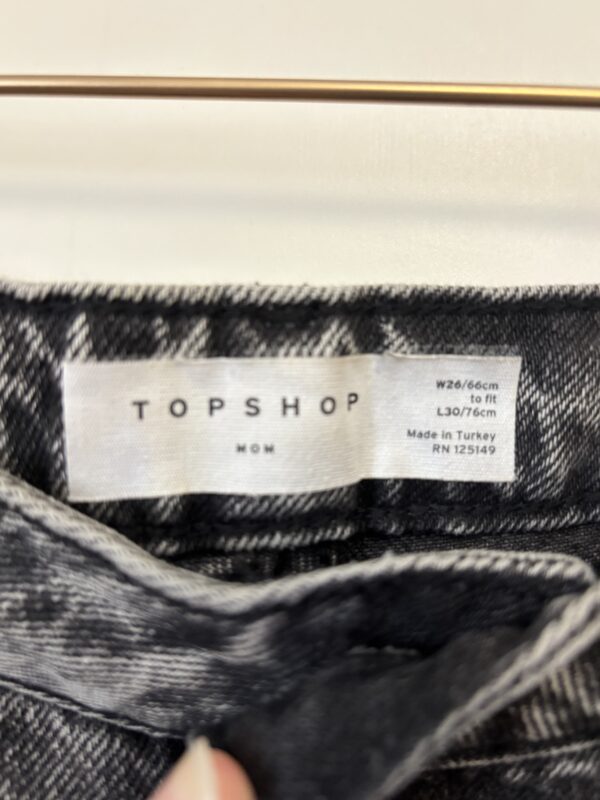 TOPSHOP
MOM
W26/66cm
to fit
L30/76cm
Made in Turkey
RN 125149